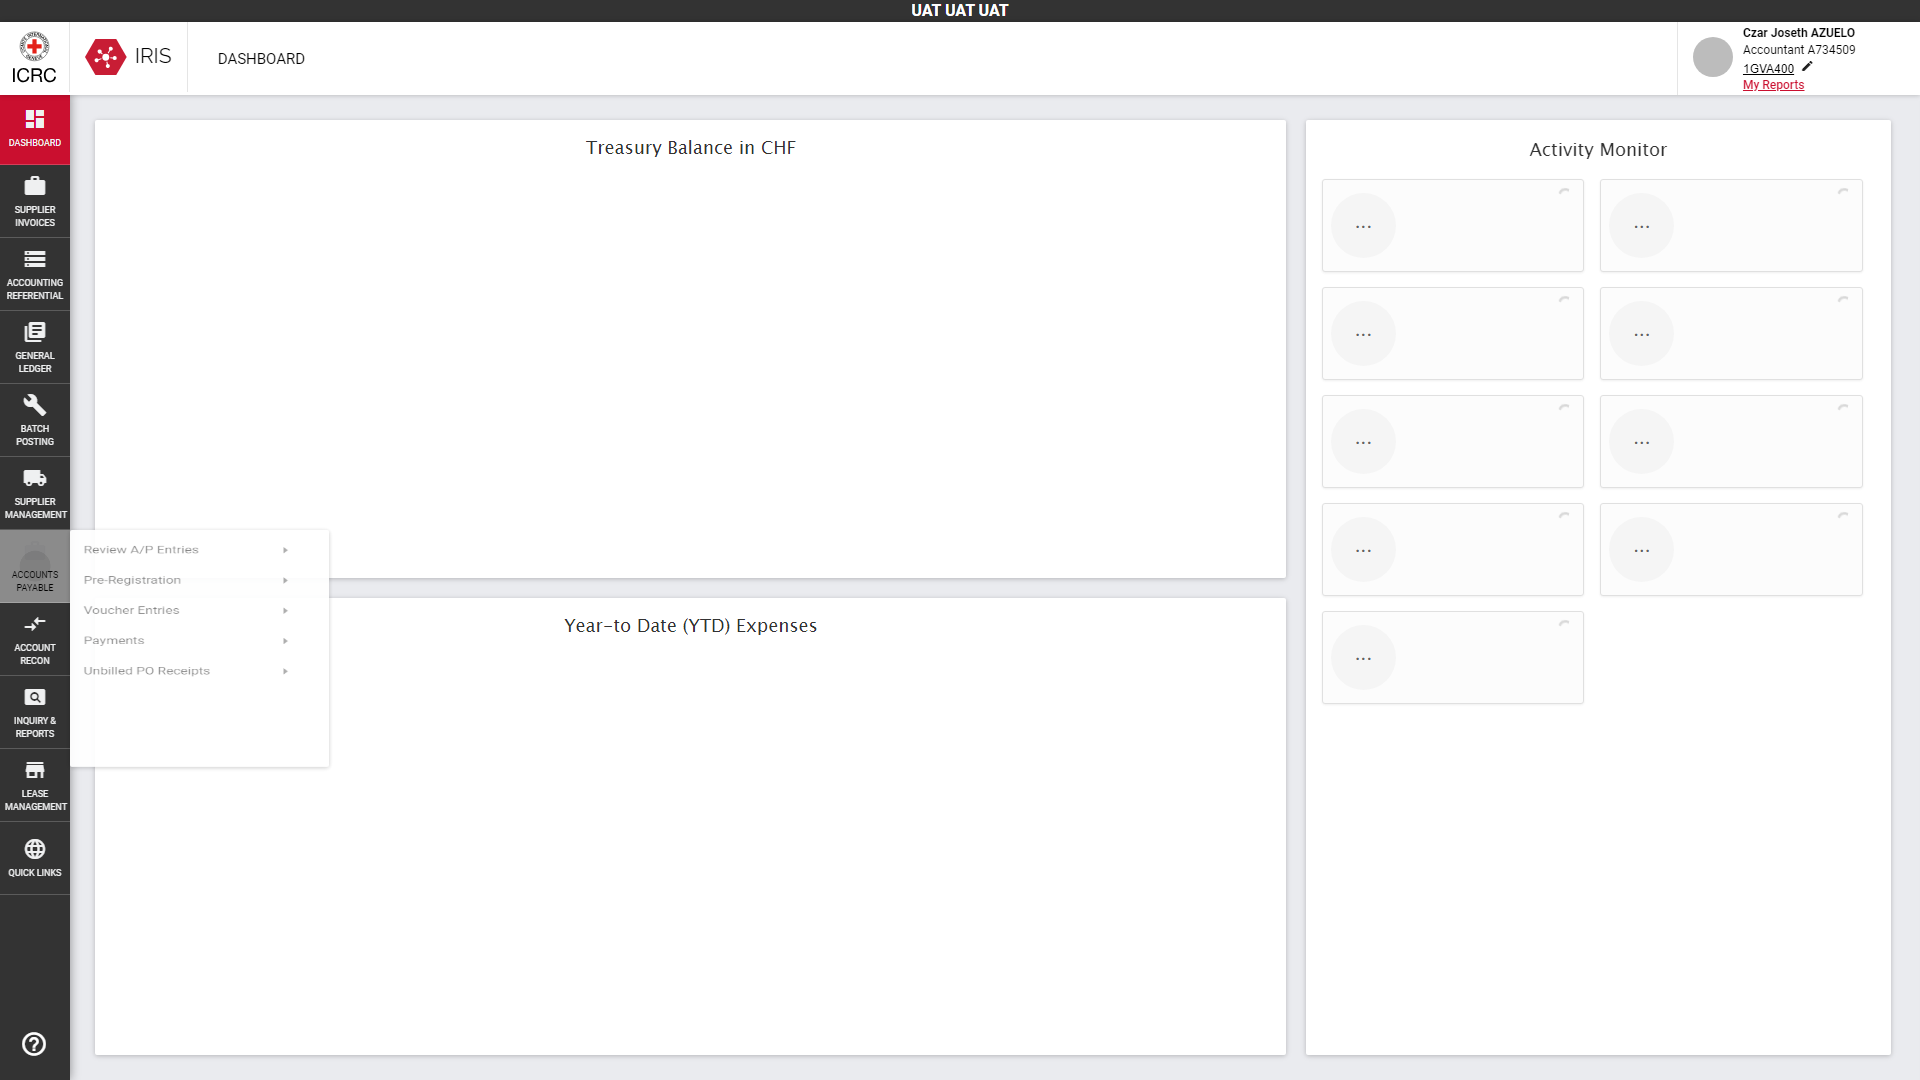 UAT UAT UAT
ICRC
IRIS
DASHBOARD
Czar Joseth AZUELO
Accountant A734509
1GVA400
My Reports
DASHBOARD
SUPPLIER
INVOICES
ACCOUNTING
REFERENTIAL
GENERAL
LEDGER
BATCH
POSTING
SUPPLIER
MANAGEMENT
ACCOUNTS
PAYABLE
ACCOUNT
RECON
INQUIRY &
REPORTS
LEASE
MANAGEMENT
QUICK LINKS
Review A/P Entries
Pre-Registration
Voucher Entries
Payments
Unbilled PO Receipts
Treasury Balance in CHF
Year-to Date (YTD) Expenses
Activity Monitor
...
...
...
...
...
...
...
...
...